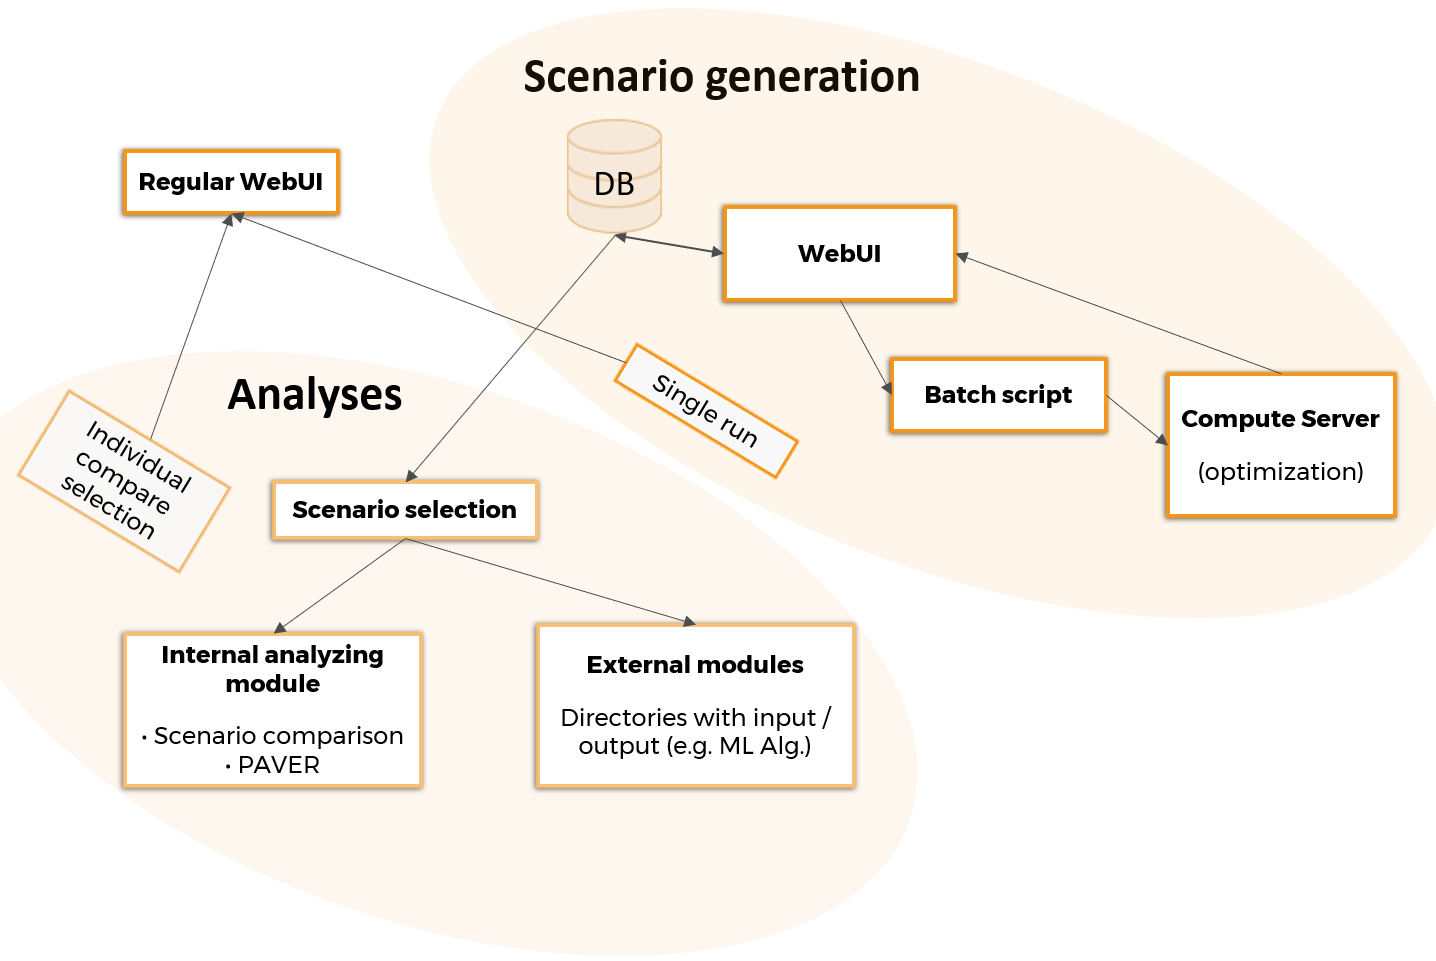 Scenario generation
DB
Regular WebUI
WebUI
Single run
Batch script
Compute Server
(optimization)
Analyses
Individual
compare
selection
Scenario selection
Internal analyzing
module
• Scenario comparison
• PAVER
External modules
Directories with input /
output (e.g. ML Alg.)